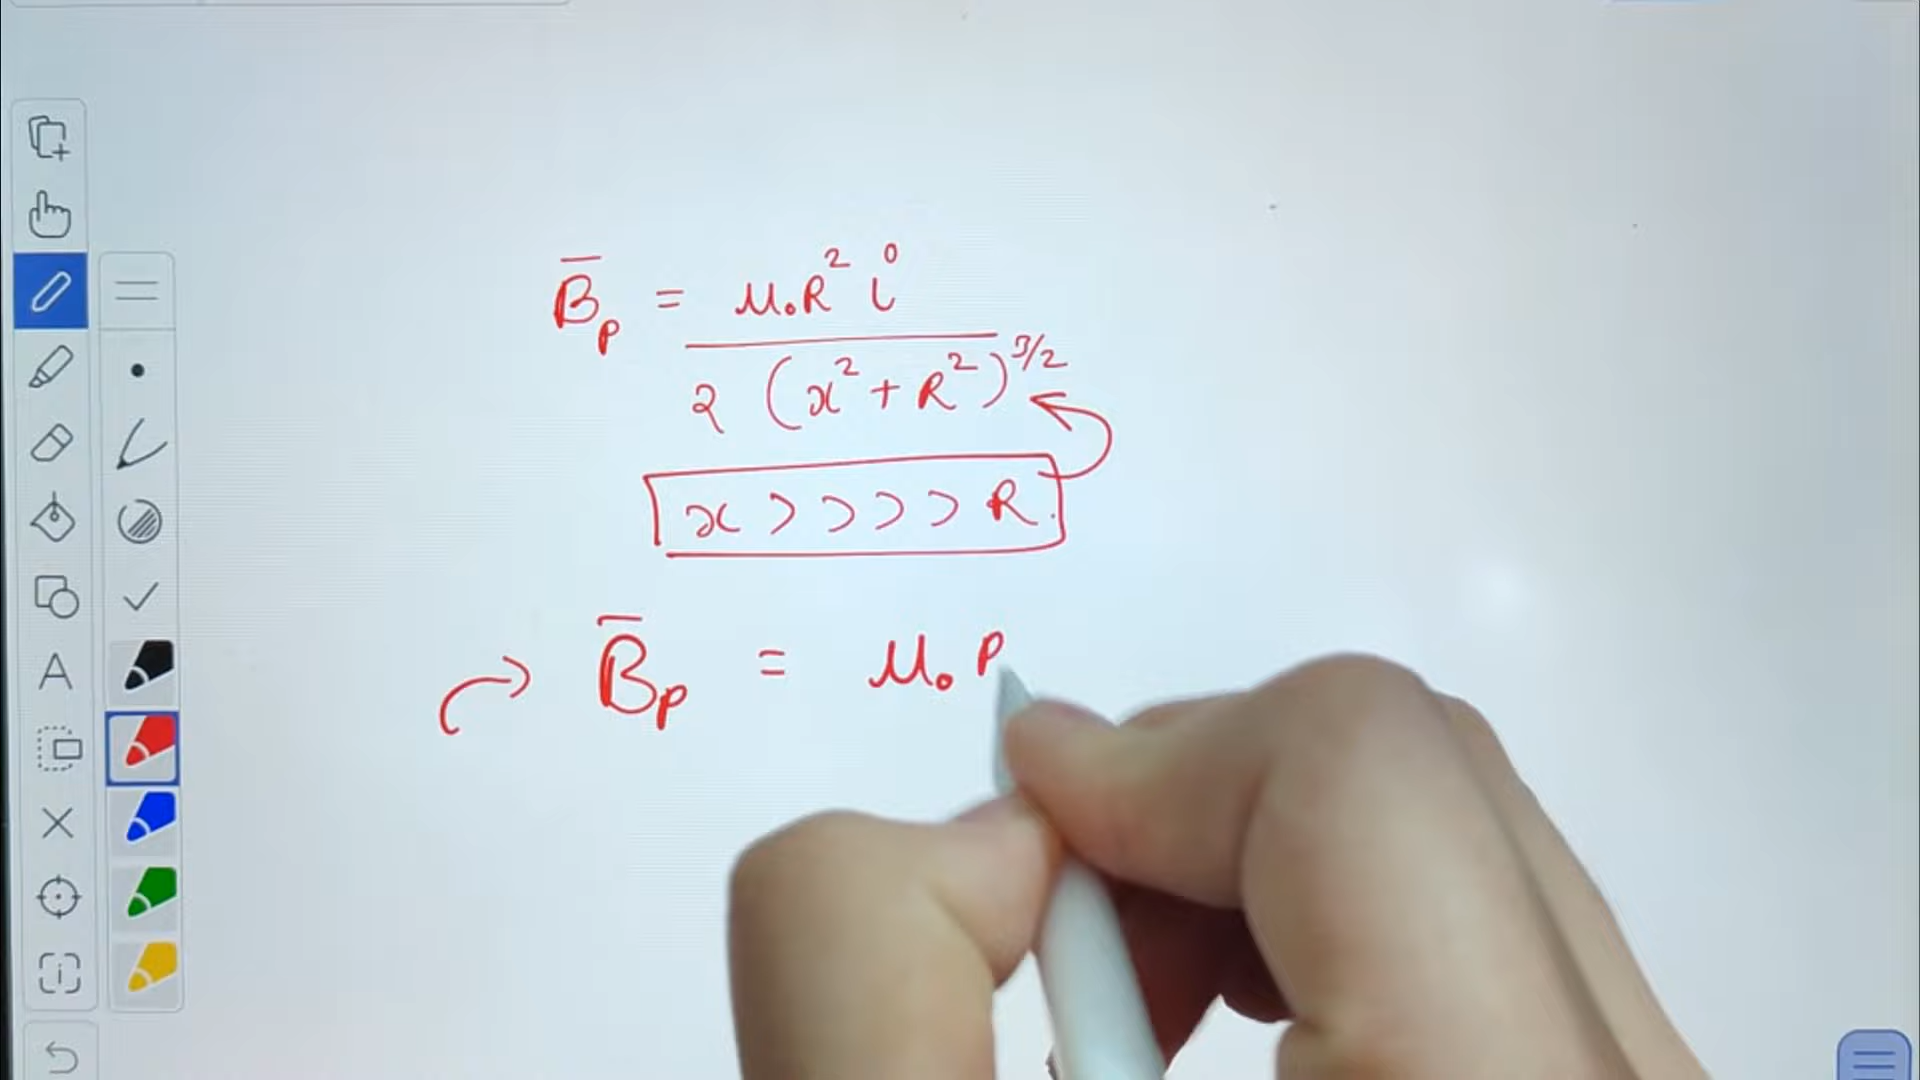 B̅ₚ = μ₀R² i
2 (x² + R²)^3/2
x > > > > R
B̅ₚ = μ₀ P
A